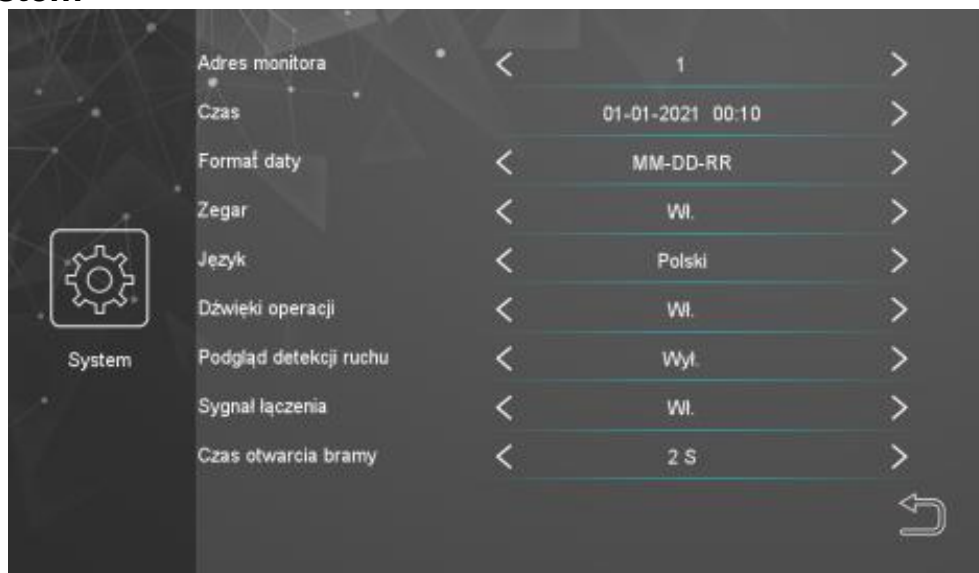 Adres monitora < 1 >
Czas 01-01-2021 00:10 >
Format daty < MM-DD-RR >
Zegar < Wł. >
Język < Polski >
Dźwięki operacji < Wł. >
System
Podgląd detekcji ruchu < Wył. >
Sygnał łączenia < Wł. >
Czas otwarcia bramy < 2 S >